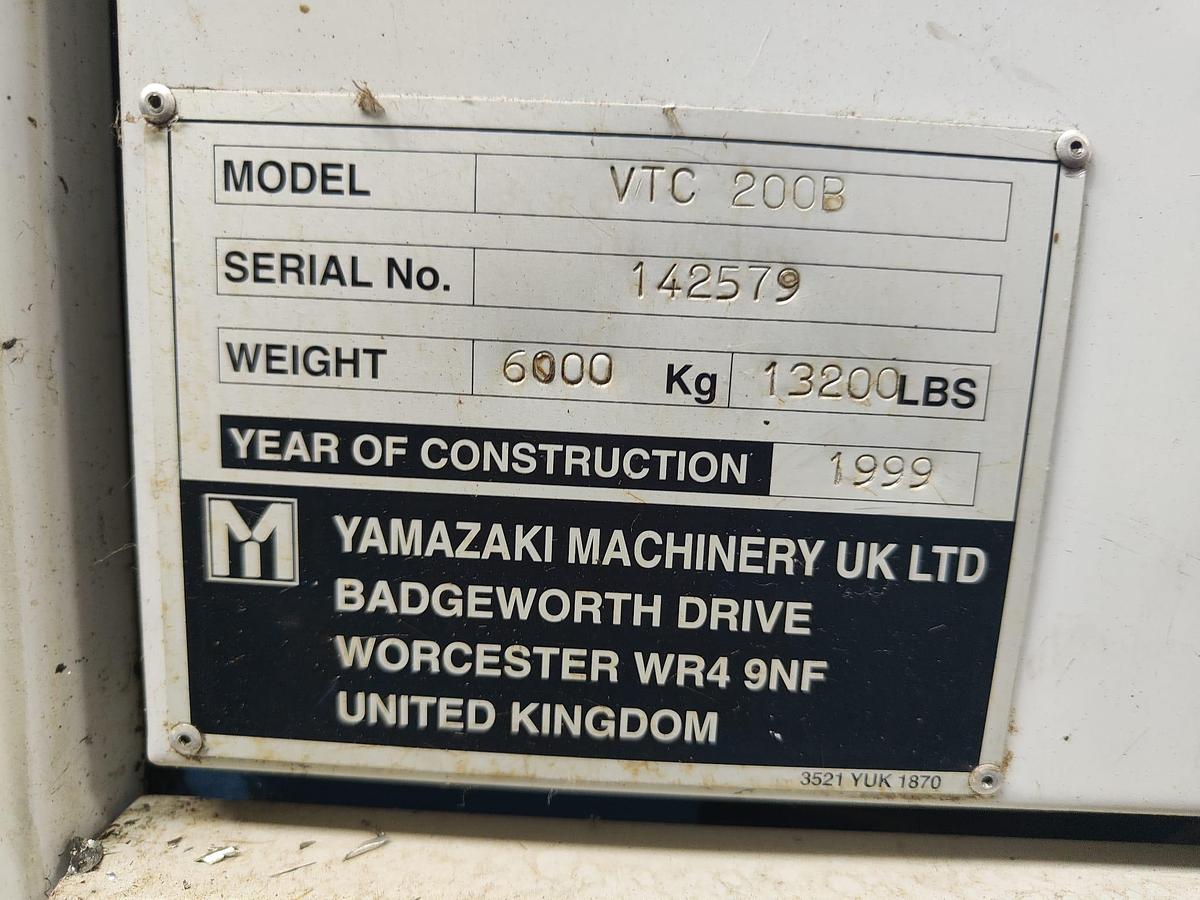 MODEL VTC 200B
SERIAL No. 142579
WEIGHT 6000 Kg 13200 LBS
YEAR OF CONSTRUCTION 1999
M YAMAZAKI MACHINERY UK LTD
BADGEWORTH DRIVE
WORCESTER WR4 9NF
UNITED KINGDOM
3521 YUK 1870